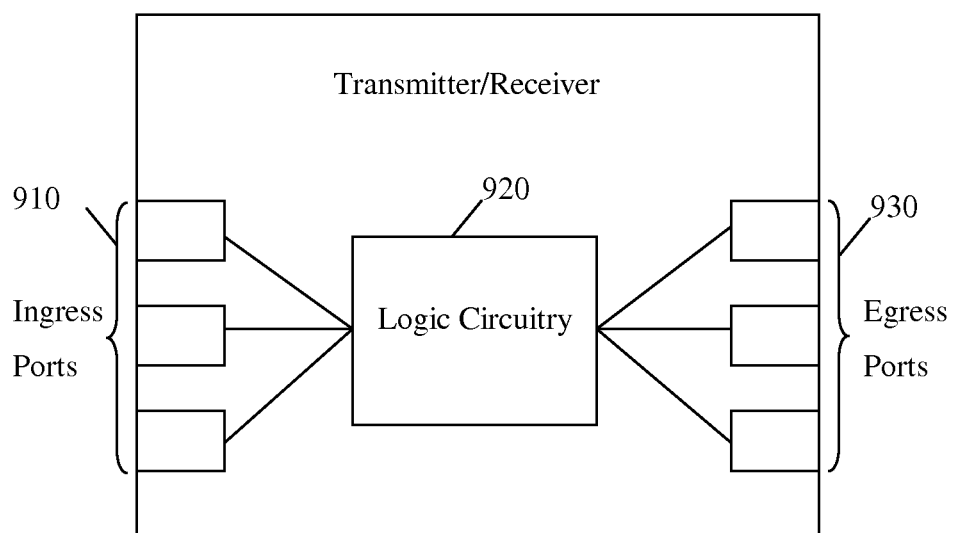 Transmitter/Receiver
910
920
930
Ingress
Ports
Logic Circuitry
Egress
Ports